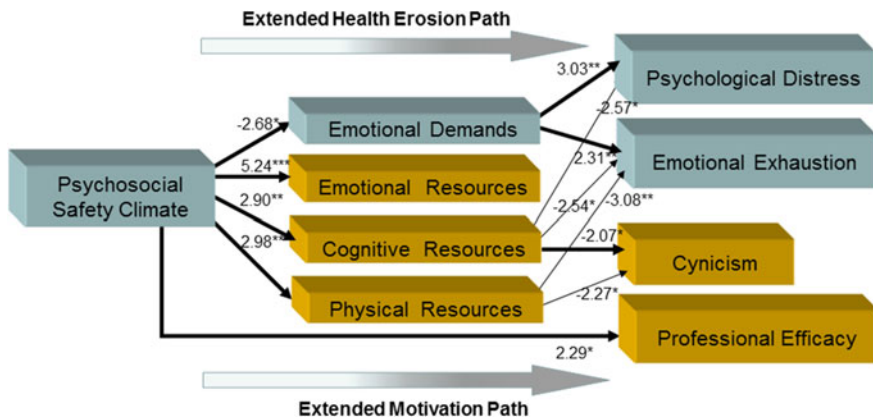 Extended Health Erosion Path
3.03**
Psychological Distress
-2.57*
-2.68*
Emotional Demands
2.31**
Emotional Exhaustion
5.24***
Emotional Resources
Psychosocial
Safety Climate
2.90**
-2.54*
-3.08**
Cognitive Resources
-2.07*
Cynicism
2.98**
Physical Resources
-2.27*
Professional Efficacy
2.29*
Extended Motivation Path